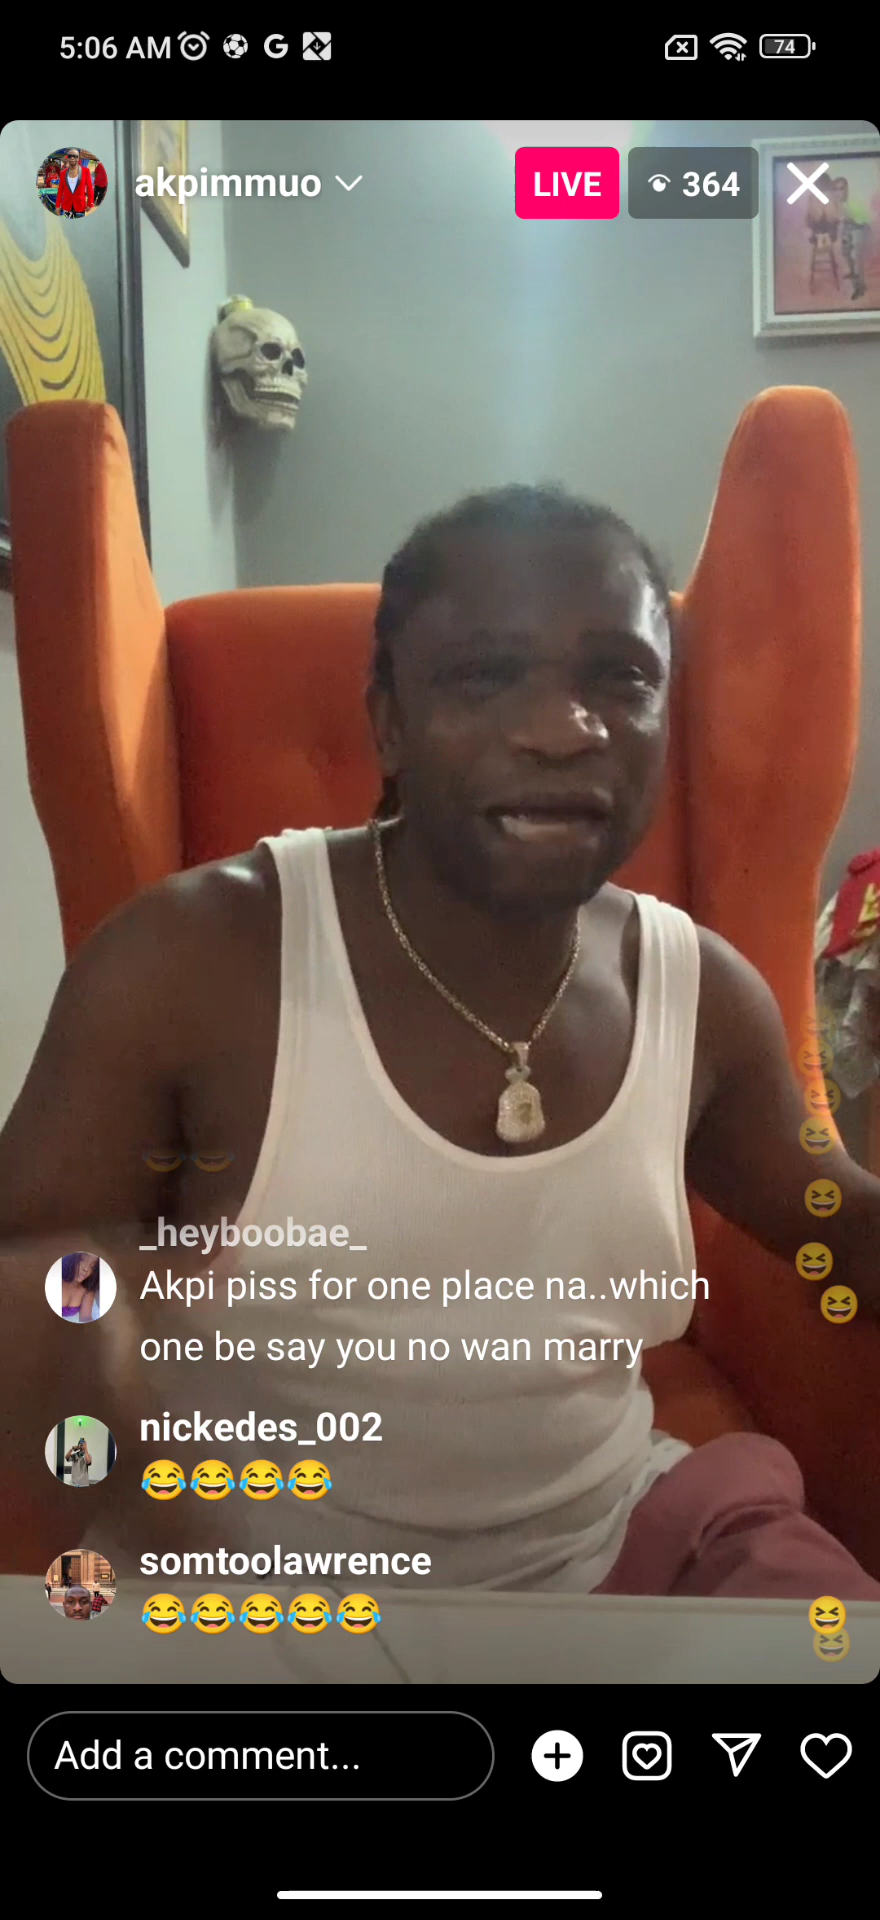 5:06 AM
74
akpimmuo
LIVE
364
_heyboobae_
Akpi piss for one place na..which
one be say you no wan marry
nickedes_002
😂😂😂😂
somtoolawrence
😂😂😂😂😂
Add a comment...